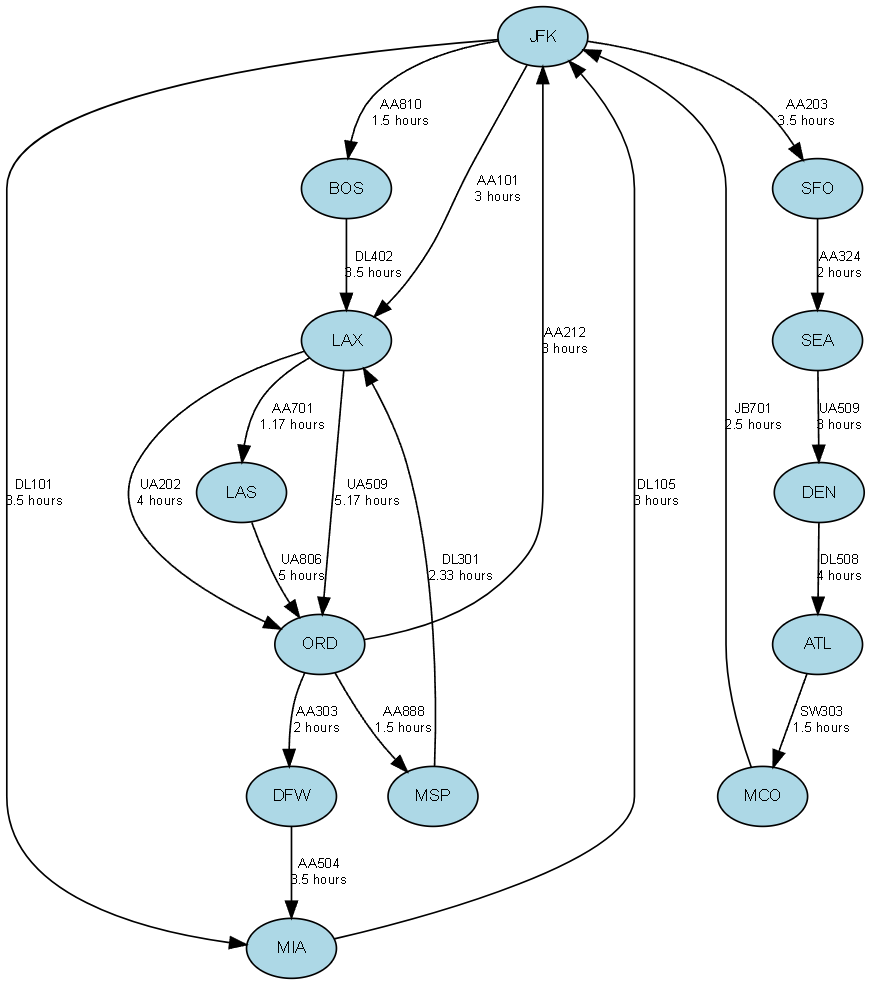 JFK
AA810
1.5 hours
AA203
3.5 hours
BOS
AA101
3 hours
SFO
DL402
3.5 hours
AA324
2 hours
LAX
AA212
3 hours
SEA
AA701
1.17 hours
JB701
2.5 hours
UA509
3 hours
DL101
3.5 hours
UA202
4 hours
LAS
UA509
5.17 hours
DL105
3 hours
DEN
UA806
5 hours
DL301
2.33 hours
DL508
4 hours
ORD
ATL
AA303
2 hours
AA888
1.5 hours
SW303
1.5 hours
DFW
MSP
MCO
AA504
3.5 hours
MIA